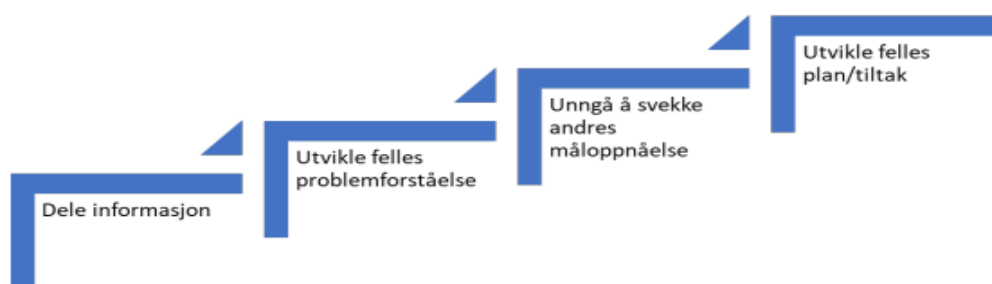 Dele informasjon
Utvikle felles
problemforståelse
Unngå å svekke
andres
måloppnåelse
Utvikle felles
plan/tiltak